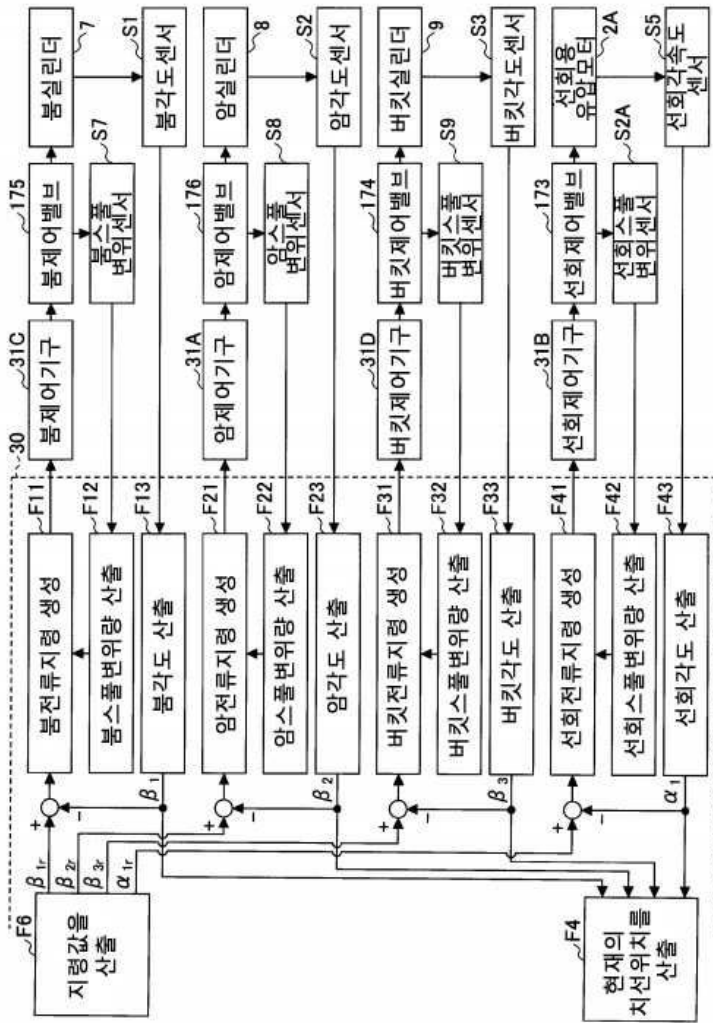 30
F6
지령값을
산출
β1r
β2r
β3r
α1r
+
−
F11
붐전류지령 생성
31C
붐제어기구
175
붐제어밸브
7
붐실린더
F12
붐스풀변위량 산출
S7
붐스풀
변위센서
F13
붐각도 산출
β1
S1
붐각도센서
+
−
F21
암전류지령 생성
31A
암제어기구
176
암제어밸브
8
암실린더
F22
암스풀변위량 산출
S8
암스풀
변위센서
F23
암각도 산출
β2
S2
암각도센서
+
−
F31
버킷전류지령 생성
31D
버킷제어기구
174
버킷제어밸브
9
버킷실린더
F32
버킷스풀변위량 산출
S9
버킷스풀
변위센서
F33
버킷각도 산출
β3
S3
버킷각도센서
+
−
F41
선회전류지령 생성
31B
선회제어기구
173
선회제어밸브
2A
선회용
유압모터
F42
선회스풀변위량 산출
S2A
선회스풀
변위센서
F43
선회각도 산출
α1
S5
선회각속도
센서
F4
현재의
치선위치를
산출